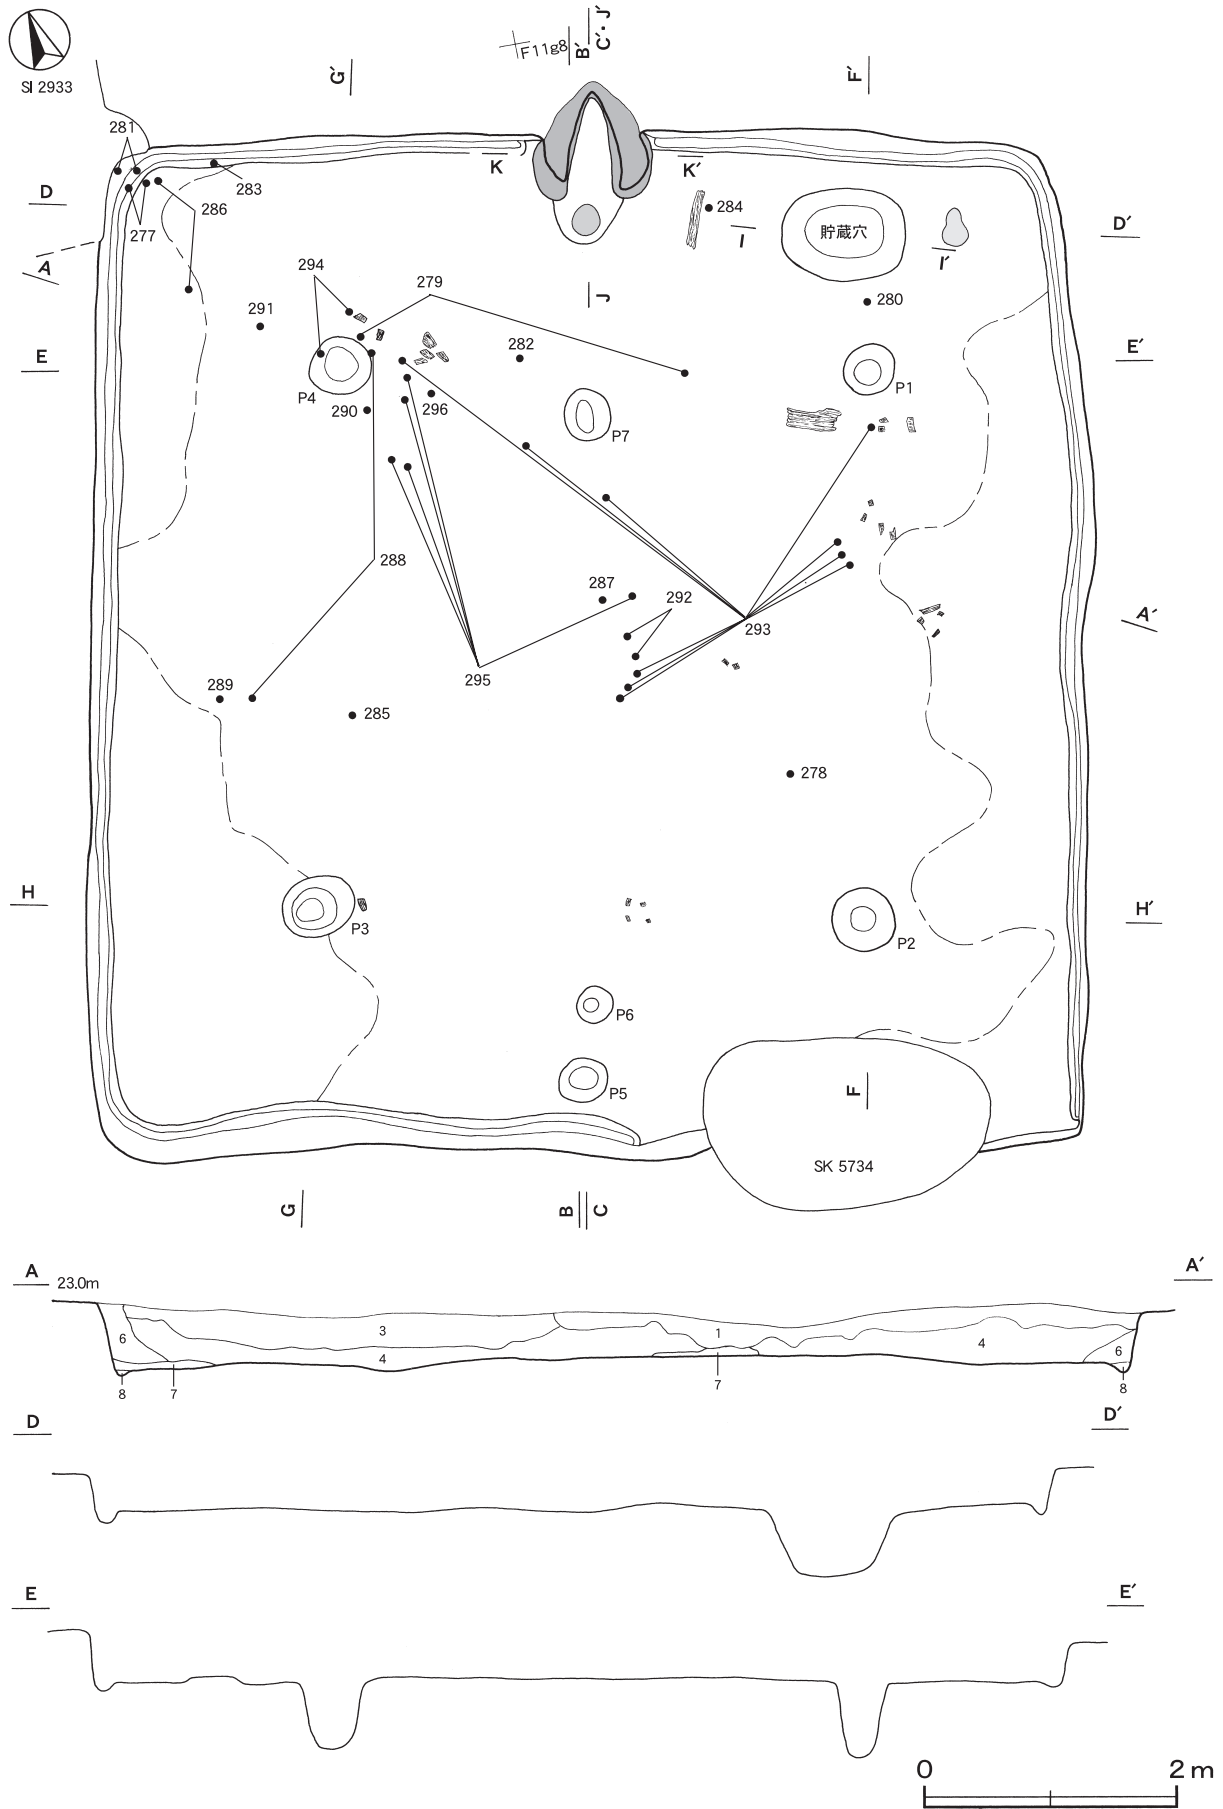 SI 2933
F11g8
B′
C′・J′
G′
F′
281
K
K′
D
283
286
277
284
I
貯蔵穴
I′
D′
A
294
279
J
280
291
E
282
E′
P4
P1
290
296
P7
288
287
292
293
A′
295
289
285
278
H
P3
P2
H′
P6
P5
F
SK 5734
G
B
C
A
23.0m
A′
3
1
4
6
4
6
7
8
7
8
D
D′
E
E′
0
2 m